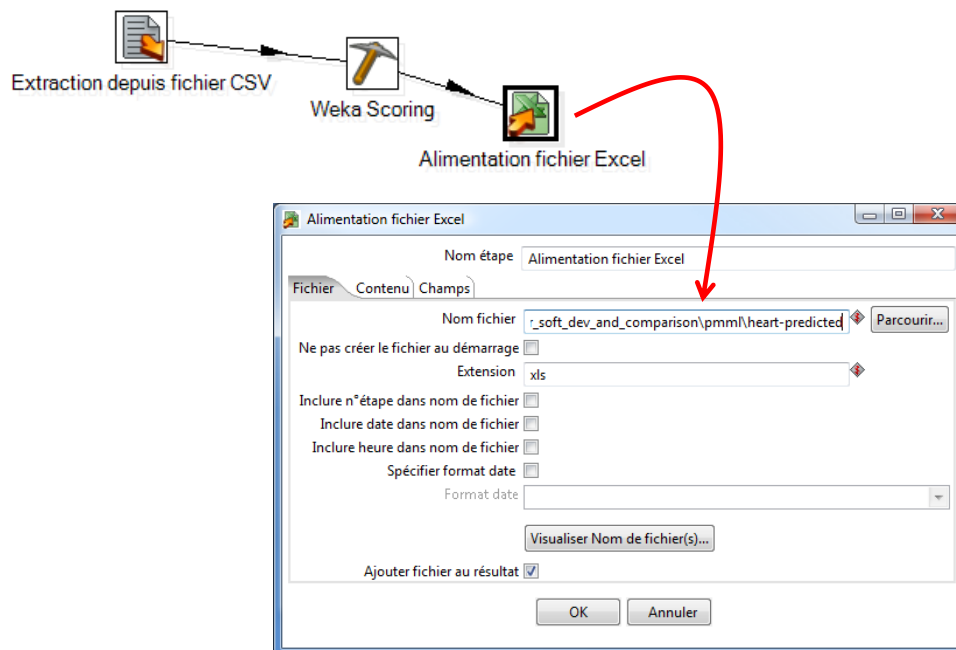 Extraction depuis fichier CSV
Weka Scoring
Alimentation fichier Excel
Alimentation fichier Excel
Nom étape Alimentation fichier Excel
Fichier Contenu Champs
Nom fichier r_soft_dev_and_comparison\pmml\heart-predicted Parcourir...
Ne pas créer le fichier au démarrage
Extension xls
Inclure n°étape dans nom de fichier
Inclure date dans nom de fichier
Inclure heure dans nom de fichier
Spécifier format date
Format date
Visualiser Nom de fichier(s)...
Ajouter fichier au résultat
OK Annuler